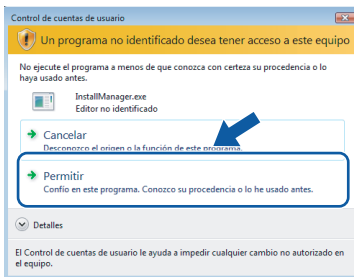 Control de cuentas de usuario
Un programa no identificado desea tener acceso a este equipo
No ejecute el programa a menos de que conozca con certeza su procedencia o lo
haya usado antes.
InstallManager.exe
Editor no identificado
Cancelar
Desconozco el origen o la función de este programa.
Permitir
Confío en este programa. Conozco su procedencia o lo he usado antes.
Detalles
El Control de cuentas de usuario le ayuda a impedir cualquier cambio no autorizado en
el equipo.